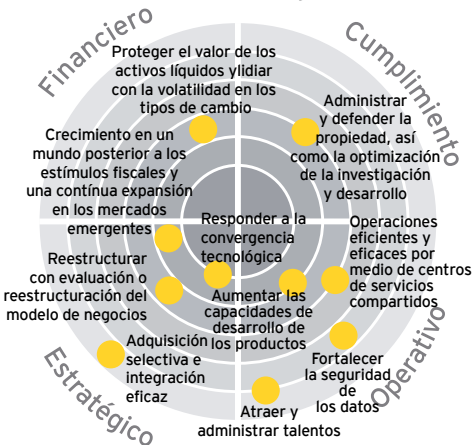 Financiero
Cumplimiento
Proteger el valor de los
activos líquidos ylidiar
con la volatilidad en los
tipos de cambio
Administrar
y defender la
propiedad, así
como la optimización
de la investigación
y desarrollo
Crecimiento en un
mundo posterior a los
estímulos fiscales y
una contínua expansión
en los mercados
emergentes
Responder a la
convergencia
tecnológica
Operaciones
eficientes y
eficaces por
medio de centros
de servicios
compartidos
Reestructurar
con evaluación o
reestructuración del
modelo de negocios
Aumentar las
capacidades de
desarrollo de
los productos
Adquisición
selectiva e
integración
eficaz
Fortalecer
la seguridad
de
los datos
Atraer y
administrar talentos
Estratégico
Operativo